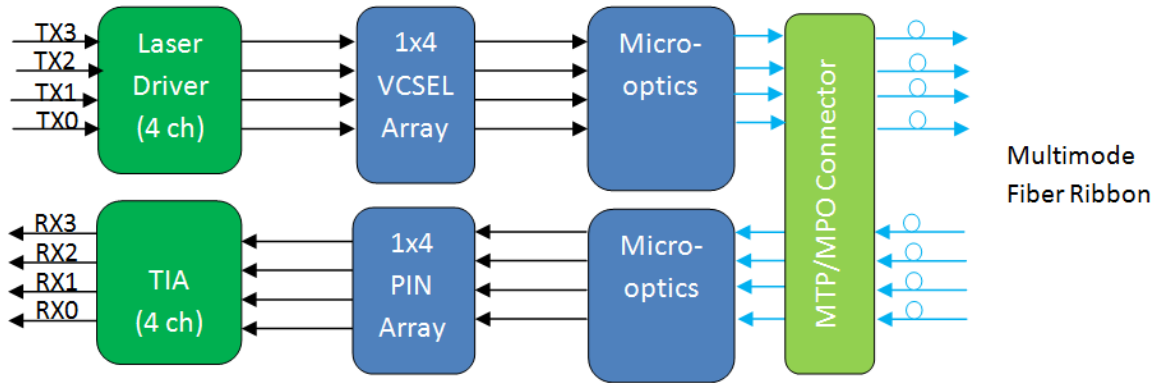 TX3
TX2
TX1
TX0
Laser
Driver
(4 ch)
1x4
VCSEL
Array
Micro-
optics
MTP/MPO Connector
Multimode
Fiber Ribbon
RX3
RX2
RX1
RX0
TIA
(4 ch)
1x4
PIN
Array
Micro-
optics